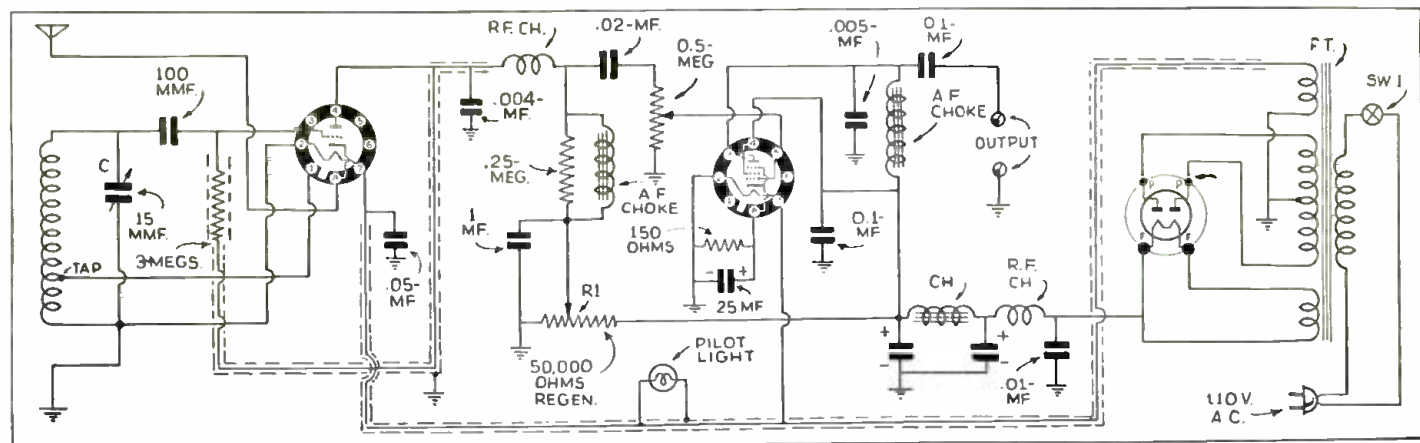 100
MMF.
C
15
MMF.
TAP
3 MEGS.
.05-
MF
R.F. CH.
.02-MF.
.004-
MF.
0.5-
MEG
.25-
MEG.
A F
CHOKE
1
MF.
R1
50,000
OHMS
REGEN.
150
OHMS
25 MF
PILOT
LIGHT
.005-
MF
0.1-
MF
A F
CHOKE
OUTPUT
0.1-
MF
CH
R.F.
CH
.01-
MF
P.T.
SW 1
110 V.
A.C.